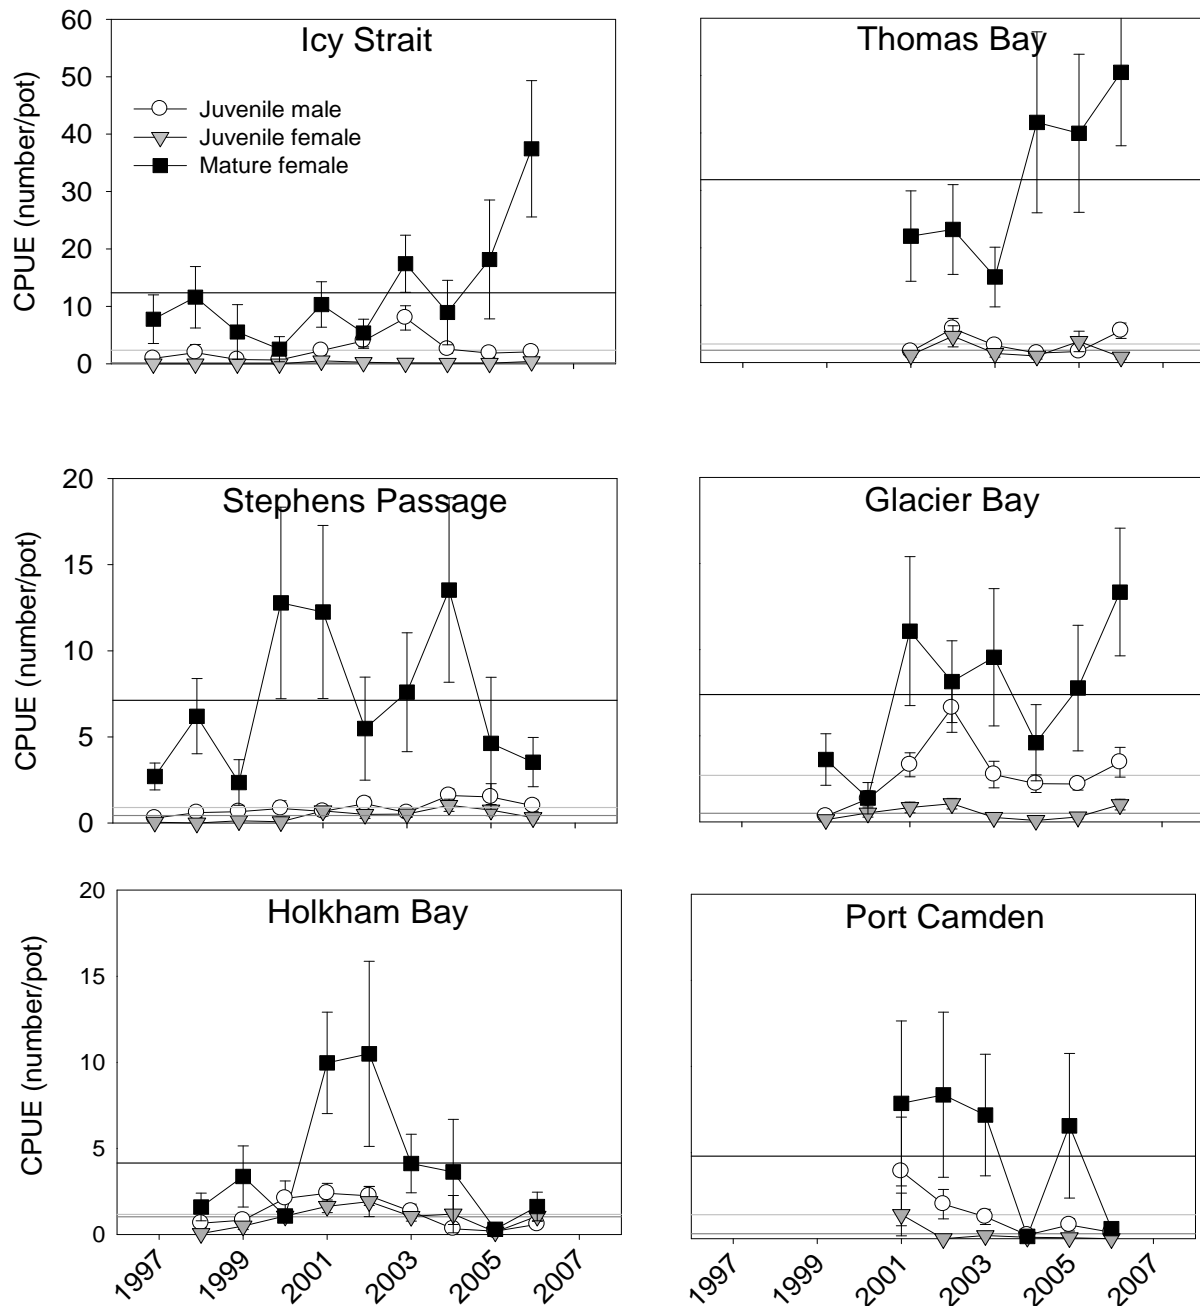 Icy Strait
Thomas Bay
60
50
40
30
20
10
0
CPUE (number/pot)
Juvenile male
Juvenile female
Mature female
Stephens Passage
Glacier Bay
20
15
10
5
0
CPUE (number/pot)
Holkham Bay
Port Camden
20
15
10
5
0
CPUE (number/pot)
1997
1999
2001
2003
2005
2007
1997
1999
2001
2003
2005
2007